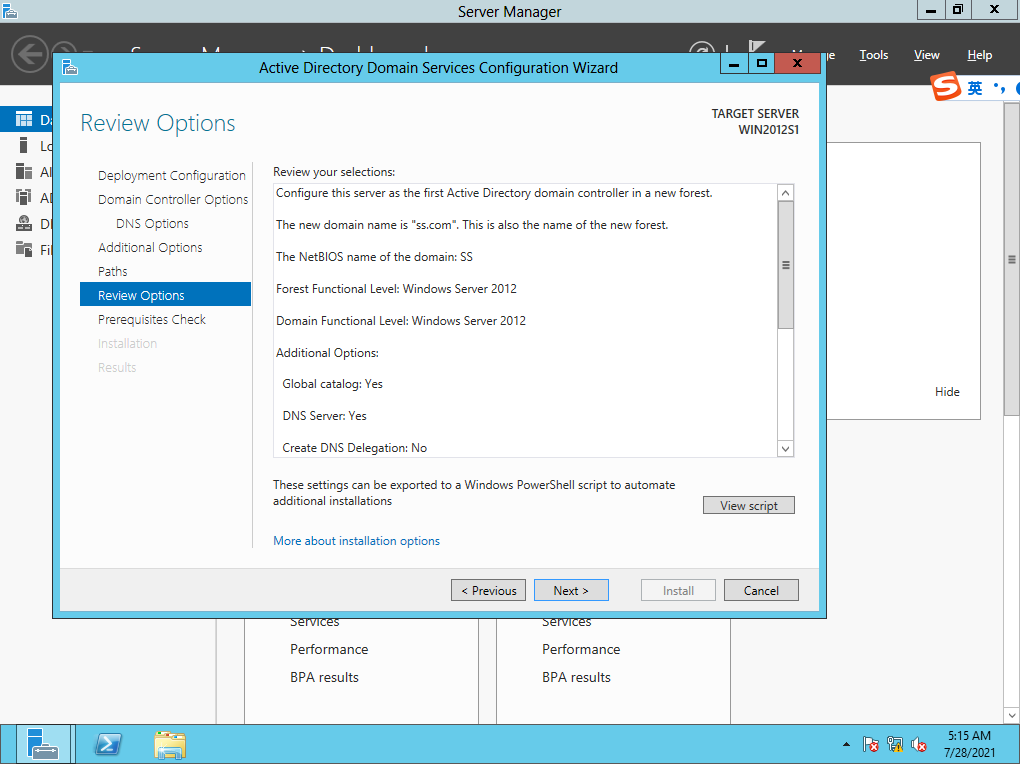 Server Manager
Tools
View
Help
英
Active Directory Domain Services Configuration Wizard
Review Options
TARGET SERVER
WIN2012S1
Deployment Configuration
Domain Controller Options
DNS Options
Additional Options
Paths
Review Options
Prerequisites Check
Installation
Results
Review your selections:
Configure this server as the first Active Directory domain controller in a new forest.
The new domain name is "ss.com". This is also the name of the new forest.
The NetBIOS name of the domain: SS
Forest Functional Level: Windows Server 2012
Domain Functional Level: Windows Server 2012
Additional Options:
Global catalog: Yes
DNS Server: Yes
Create DNS Delegation: No
These settings can be exported to a Windows PowerShell script to automate
additional installations
View script
More about installation options
< Previous
Next >
Install
Cancel
Hide
Services
Services
Performance
Performance
BPA results
BPA results
5:15 AM
7/28/2021